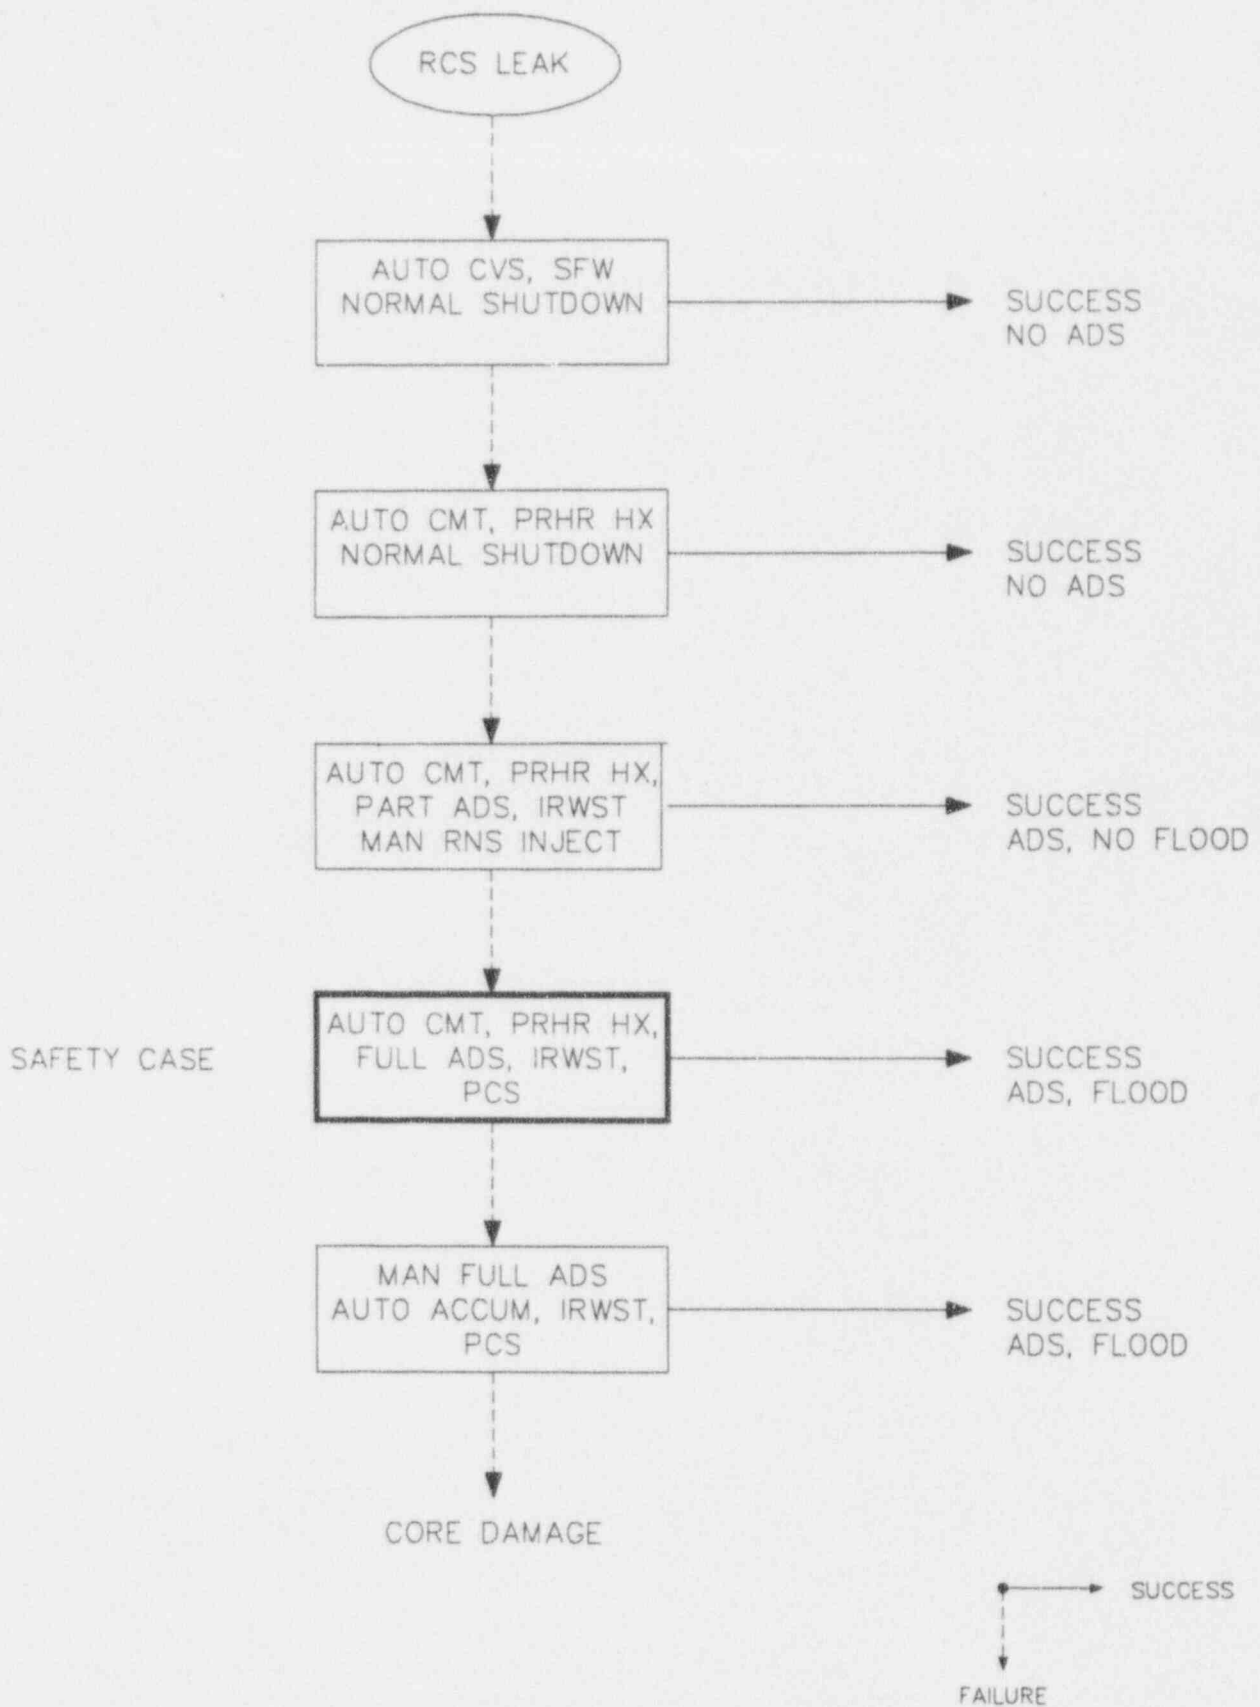 RCS LEAK
AUTO CVS, SFW
NORMAL SHUTDOWN
SUCCESS
NO ADS
AUTO CMT, PRHR HX
NORMAL SHUTDOWN
SUCCESS
NO ADS
AUTO CMT, PRHR HX,
PART ADS, IRWST
MAN RNS INJECT
SUCCESS
ADS, NO FLOOD
SAFETY CASE
AUTO CMT, PRHR HX,
FULL ADS, IRWST,
PCS
SUCCESS
ADS, FLOOD
MAN FULL ADS
AUTO ACCUM, IRWST,
PCS
SUCCESS
ADS, FLOOD
CORE DAMAGE
SUCCESS
FAILURE